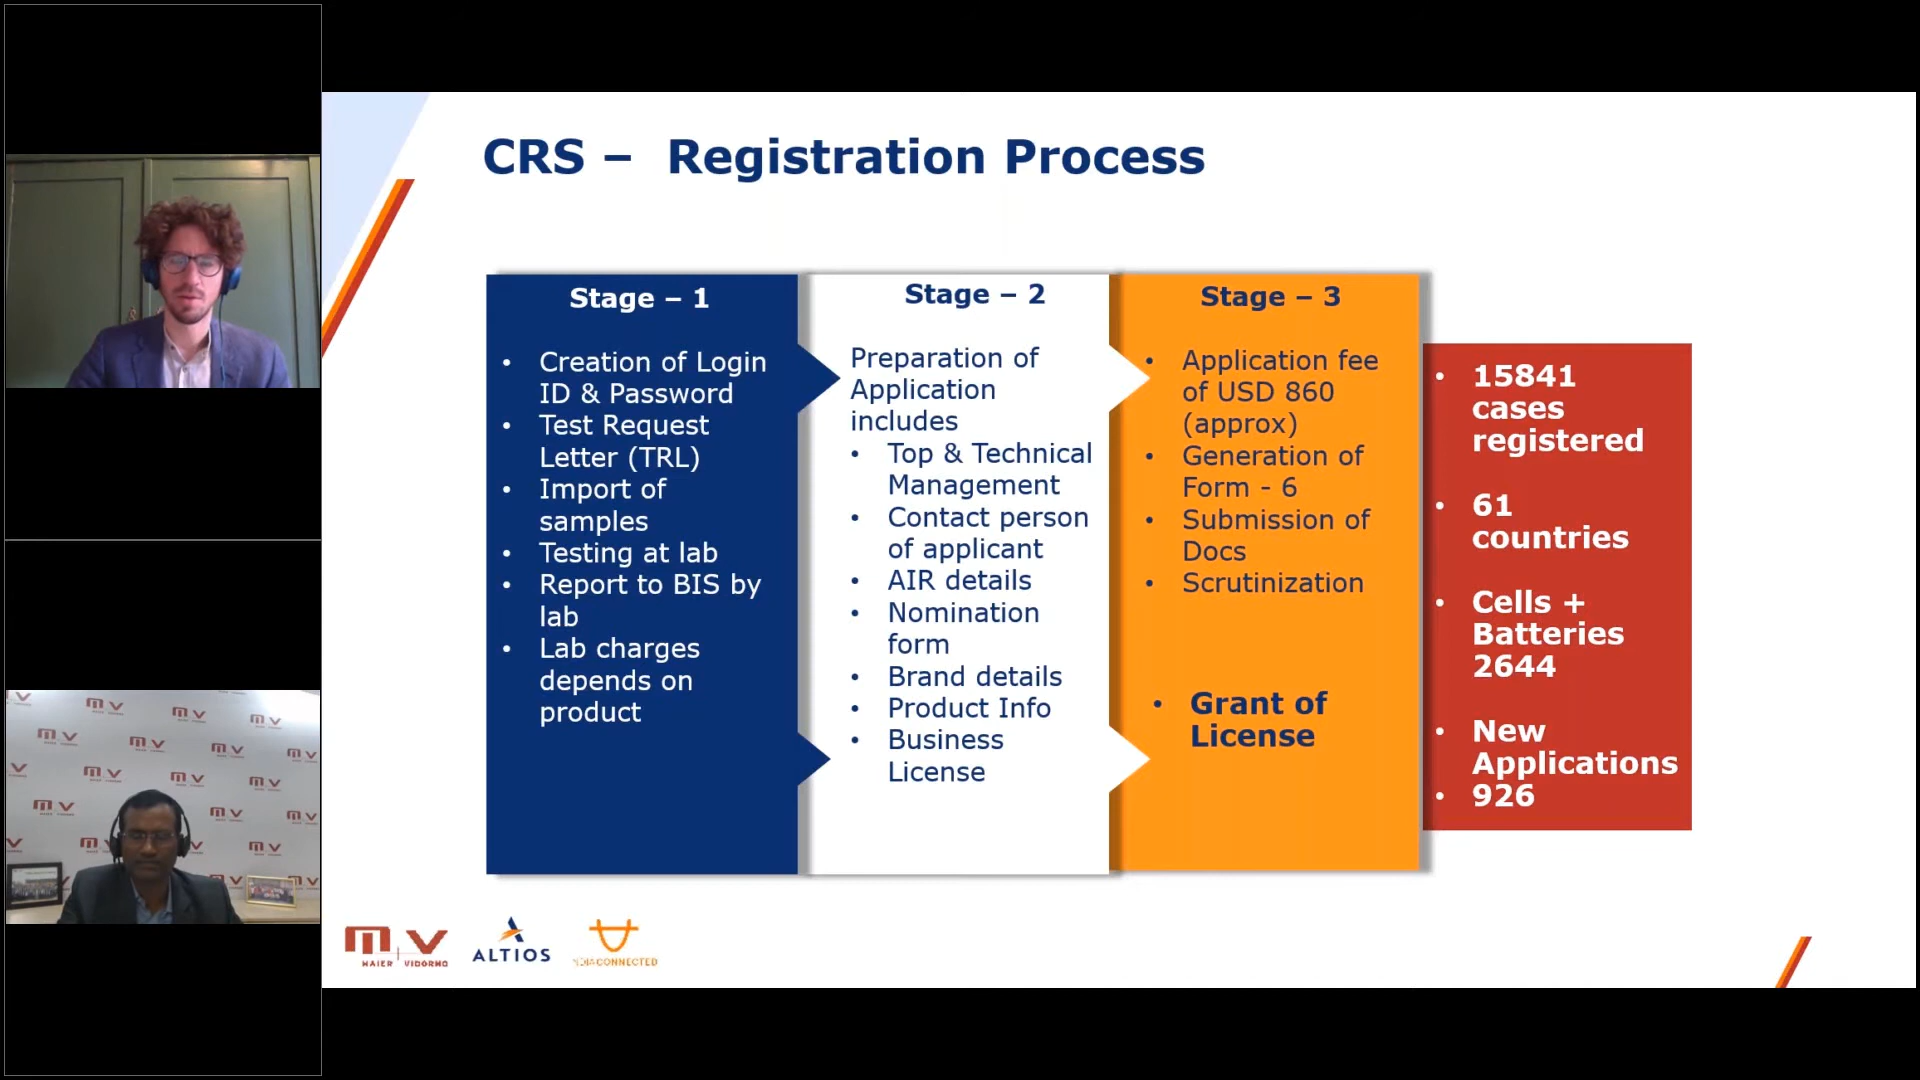 CRS – Registration Process
Stage – 1
• Creation of Login
ID & Password
• Test Request
Letter (TRL)
• Import of
samples
• Testing at lab
• Report to BIS by
lab
• Lab charges
depends on
product
Stage – 2
Preparation of
Application
includes
• Top & Technical
Management
• Contact person
of applicant
• AIR details
• Nomination
form
• Brand details
• Product Info
• Business
License
Stage – 3
• Application fee
of USD 860
(approx)
• Generation of
Form - 6
• Submission of
Docs
• Scrutinization
• Grant of
License
• 15841
cases
registered
• 61
countries
• Cells +
Batteries
2644
• New
Applications
• 926
MV
MAIER VIDORNO
ALTIOS